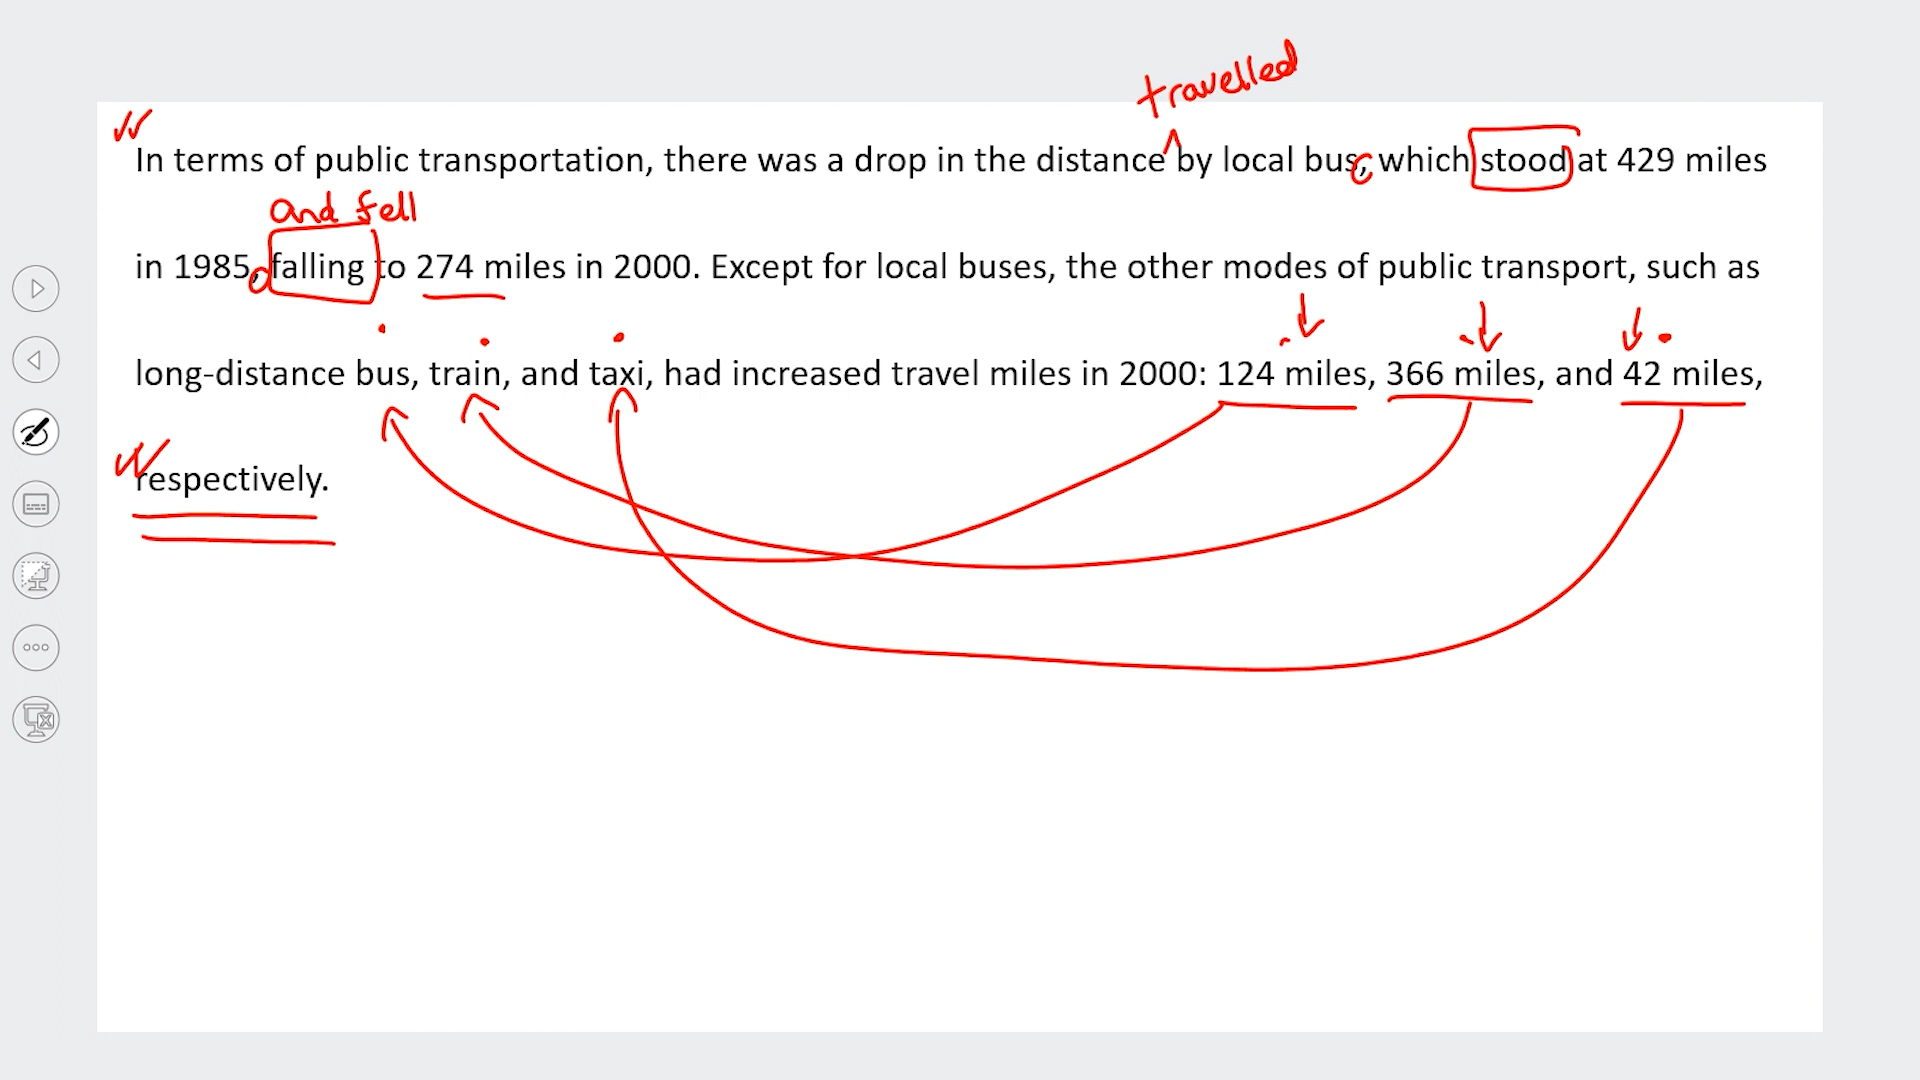 travelled
In terms of public transportation, there was a drop in the distance by local bus, which stood at 429 miles
and fell
in 1985, falling to 274 miles in 2000. Except for local buses, the other modes of public transport, such as
long-distance bus, train, and taxi, had increased travel miles in 2000: 124 miles, 366 miles, and 42 miles,
respectively.